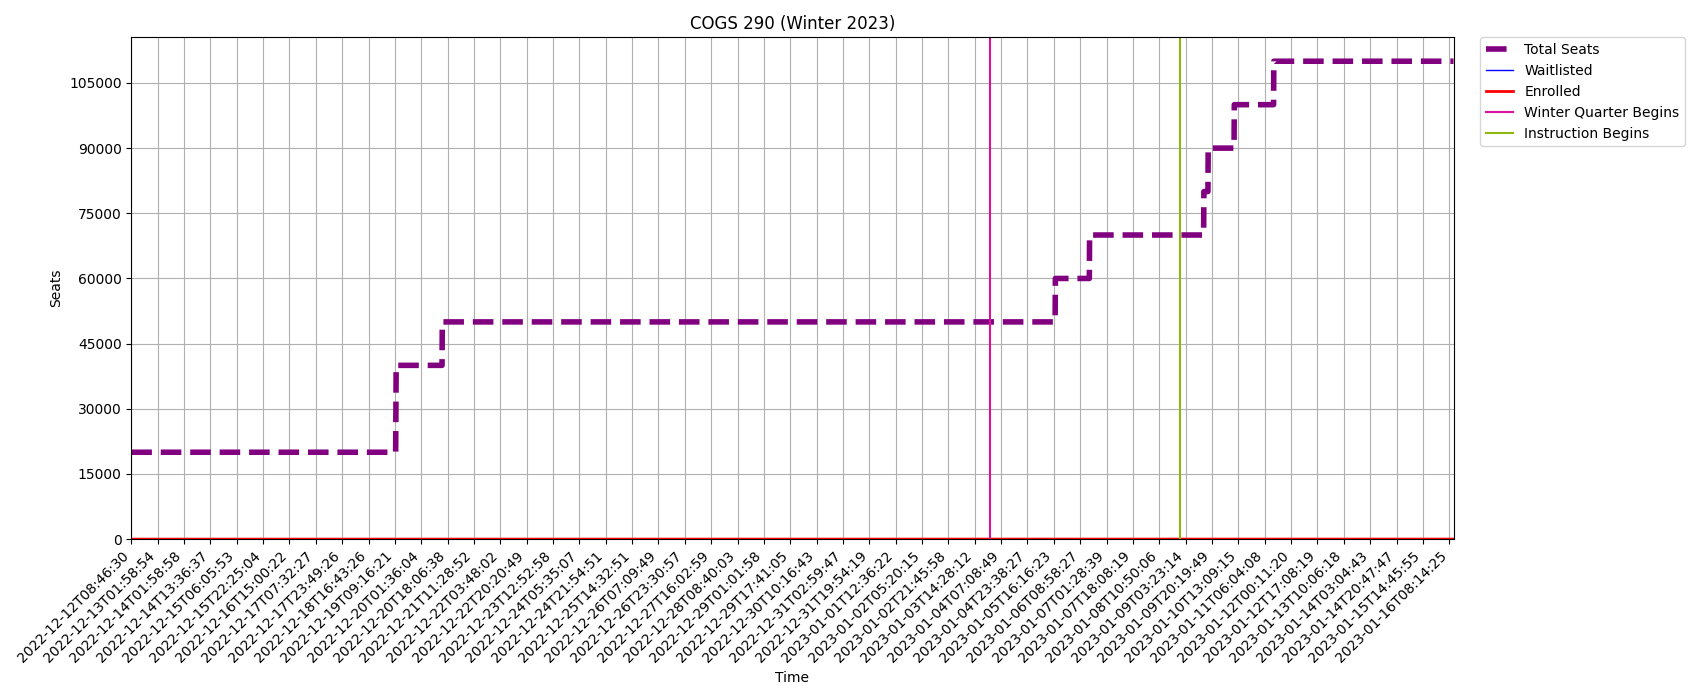 COGS 290 (Winter 2023)
Total Seats
Waitlisted
Enrolled
Winter Quarter Begins
Instruction Begins
Seats
105000
90000
75000
60000
45000
30000
15000
0
2022-12-12T08:46:30
2022-12-13T01:58:54
2022-12-14T01:58:58
2022-12-14T13:36:37
2022-12-15T06:05:53
2022-12-15T22:25:04
2022-12-16T15:00:22
2022-12-17T07:32:27
2022-12-17T23:49:26
2022-12-18T16:43:26
2022-12-19T09:16:21
2022-12-20T01:36:04
2022-12-20T18:06:38
2022-12-21T11:28:52
2022-12-22T03:48:02
2022-12-22T20:20:49
2022-12-23T12:52:58
2022-12-24T05:35:07
2022-12-24T21:54:51
2022-12-25T14:32:51
2022-12-26T07:09:49
2022-12-26T23:30:57
2022-12-27T16:02:59
2022-12-28T08:40:03
2022-12-29T01:01:58
2022-12-29T17:41:05
2022-12-30T10:16:43
2022-12-31T02:59:47
2022-12-31T19:54:19
2023-01-01T12:36:22
2023-01-02T05:20:15
2023-01-02T21:45:58
2023-01-03T14:28:12
2023-01-04T07:08:49
2023-01-04T23:38:27
2023-01-05T16:16:23
2023-01-06T08:58:27
2023-01-07T01:28:39
2023-01-07T18:08:19
2023-01-08T10:50:06
2023-01-09T03:23:14
2023-01-09T20:19:49
2023-01-10T13:09:15
2023-01-11T06:04:08
2023-01-12T00:11:20
2023-01-12T17:08:19
2023-01-13T10:06:18
2023-01-14T03:04:43
2023-01-14T20:47:47
2023-01-15T14:45:55
2023-01-16T08:14:25
Time